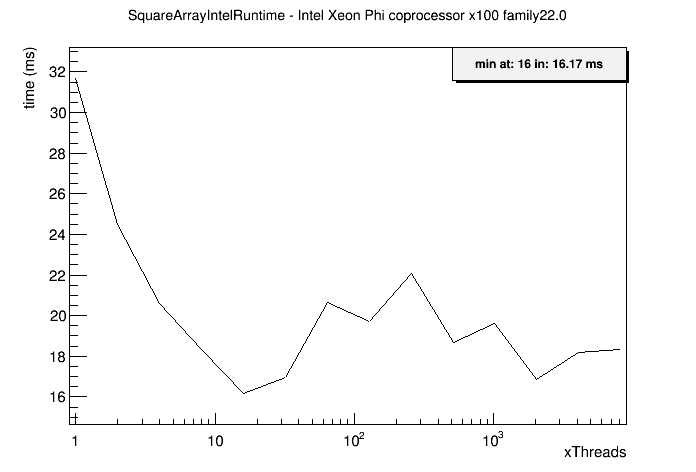 SquareArrayIntelRuntime - Intel Xeon Phi coprocessor x100 family22.0
time (ms)
min at: 16 in: 16.17 ms
32
30
28
26
24
22
20
18
16
1 10 10² 10³
xThreads